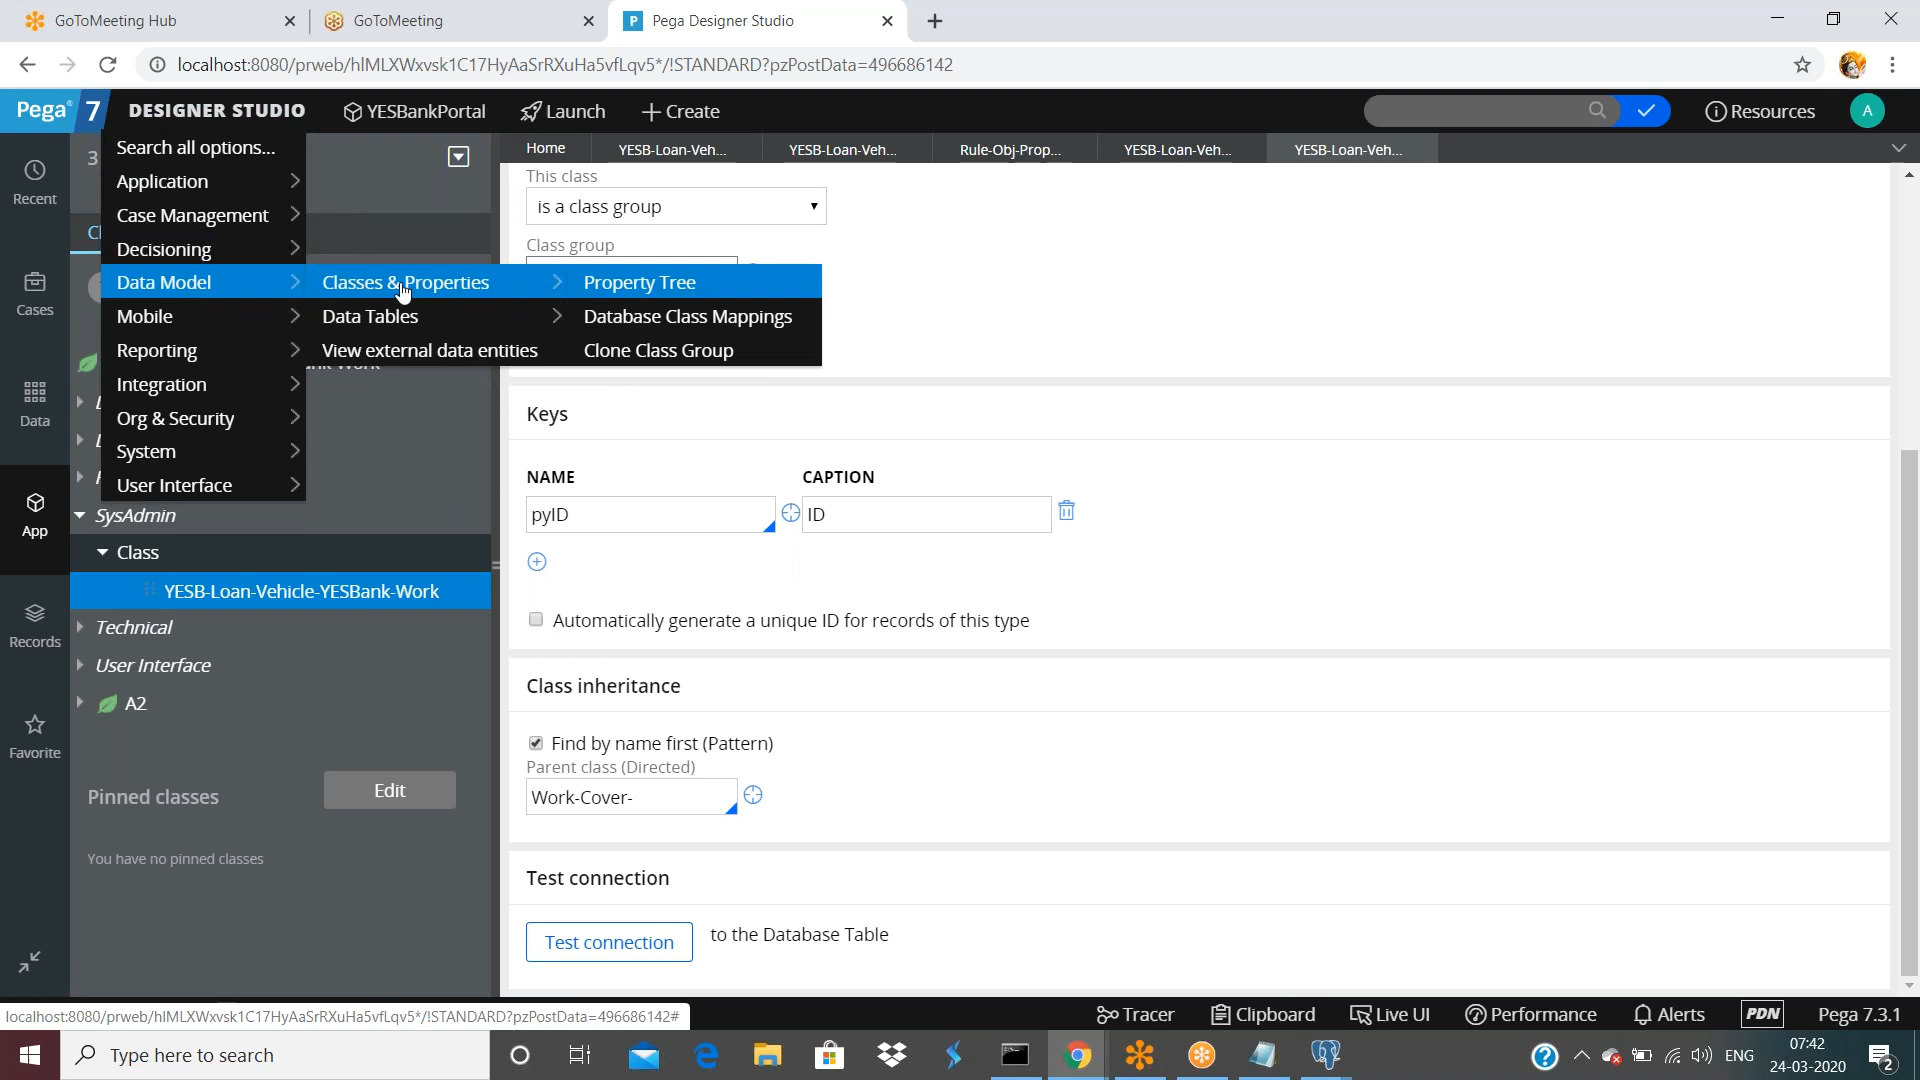 GoToMeeting Hub
GoToMeeting
Pega Designer Studio
localhost:8080/prweb/hIMLXWxvsk1C17HyAaSrRXuHa5vfLqv5*/!STANDARD?pzPostData=496686142
Pega 7 DESIGNER STUDIO YESBankPortal Launch Create Resources A
Home YESB-Loan-Veh... YESB-Loan-Veh... Rule-Obj-Prop... YESB-Loan-Veh... YESB-Loan-Veh...
Recent
Cases
Data
App
Records
Favorite
3
Search all options...
Application
Case Management
Decisioning
Data Model
Mobile
Reporting
Integration
Org & Security
System
User Interface
Classes & Properties
Data Tables
View external data entities
Property Tree
Database Class Mappings
Clone Class Group
SysAdmin
Class
YESB-Loan-Vehicle-YESBank-Work
Technical
User Interface
A2
Pinned classes
Edit
You have no pinned classes
This class
is a class group
Class group
Keys
NAME CAPTION
pyID ID
Automatically generate a unique ID for records of this type
Class inheritance
Find by name first (Pattern)
Parent class (Directed)
Work-Cover-
Test connection
Test connection to the Database Table
localhost:8080/prweb/hIMLXWxvsk1C17HyAaSrRXuHa5vfLqv5*/!STANDARD?pzPostData=496686142#
Tracer Clipboard Live UI Performance Alerts PDN Pega 7.3.1
Type here to search
ENG
07:42
24-03-2020
2